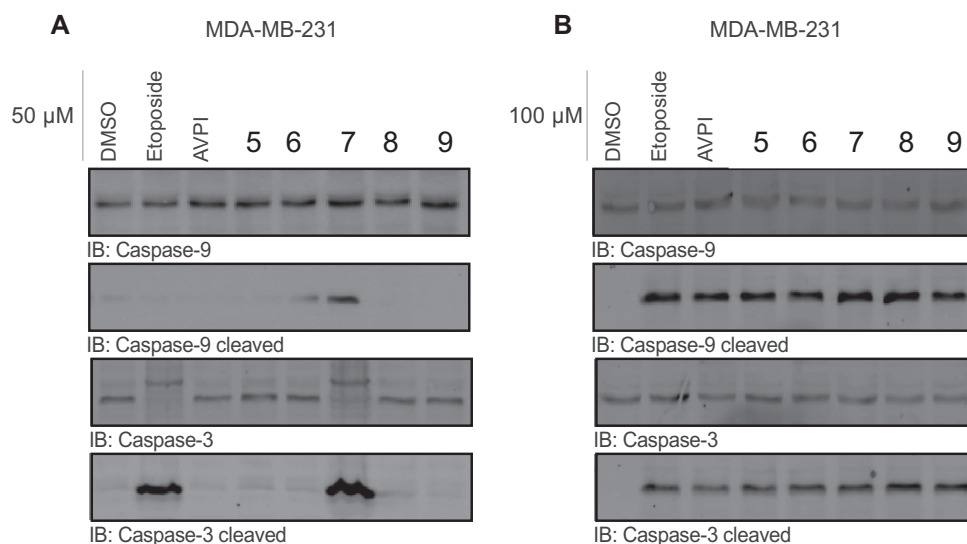 A MDA-MB-231
50 µM DMSO Etoposide AVPI 5 6 7 8 9
IB: Caspase-9
IB: Caspase-9 cleaved
IB: Caspase-3
IB: Caspase-3 cleaved
B MDA-MB-231
100 µM DMSO Etoposide AVPI 5 6 7 8 9
IB: Caspase-9
IB: Caspase-9 cleaved
IB: Caspase-3
IB: Caspase-3 cleaved